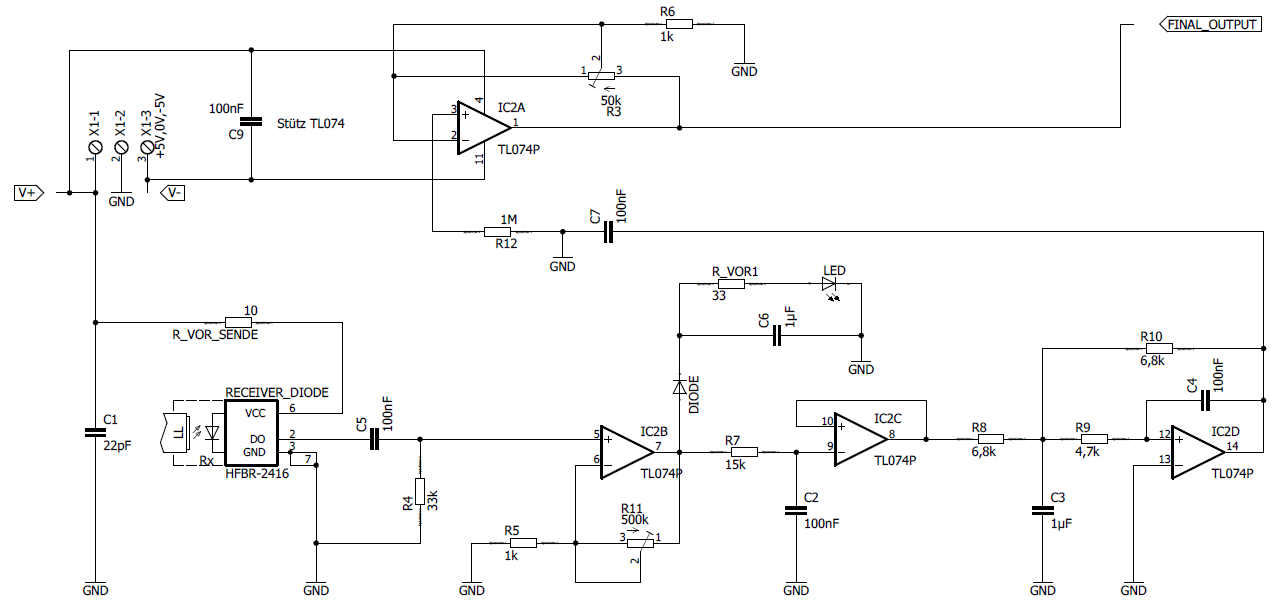 FINAL_OUTPUT
R6
1k
GND
2
1
3
50k
R3
100nF
C9
Stütz TL074
X1-1
X1-2
X1-3
+5V,0V,-5V
1
2
3
V+
V-
GND
4
IC2A
3
+
2
-
1
11
TL074P
1M
R12
C7
100nF
GND
R_VOR1
33
LED
C6
1µF
GND
10
R_VOR_SENDE
R10
6,8k
C4
100nF
RECEIVER_DIODE
VCC
6
DO
2
GND
3
7
LL
Rx
HFBR-2416
C1
22pF
C5
100nF
R4
33k
DIODE
IC2B
5
+
6
-
7
TL074P
R7
15k
IC2C
10
+
9
-
8
TL074P
R8
6,8k
R9
4,7k
IC2D
12
+
13
-
14
TL074P
C2
100nF
C3
1µF
R11
500k
3
1
2
R5
1k
GND
GND
GND
GND
GND
GND